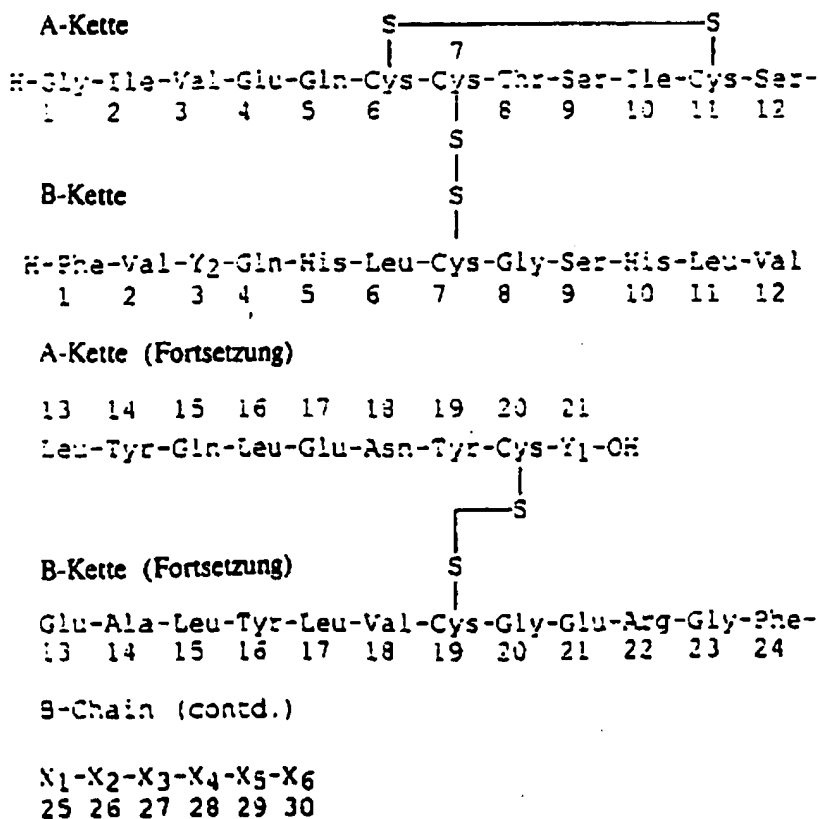 A-Kette
S S
7
H-Gly-Ile-Val-Glu-Gln-Cys-Cys-Thr-Ser-Ile-Cys-Ser-
1 2 3 4 5 6 8 9 10 11 12
S
B-Kette
S
H-Phe-Val-Y2-Gln-His-Leu-Cys-Gly-Ser-His-Leu-Val
1 2 3 4 5 6 7 8 9 10 11 12
A-Kette (Fortsetzung)
13 14 15 16 17 18 19 20 21
Leu-Tyr-Gln-Leu-Glu-Asn-Tyr-Cys-Y1-OH
S
S
B-Kette (Fortsetzung)
Glu-Ala-Leu-Tyr-Leu-Val-Cys-Gly-Glu-Arg-Gly-Phe-
13 14 15 16 17 18 19 20 21 22 23 24
B-Chain (contd.)
X1-X2-X3-X4-X5-X6
25 26 27 28 29 30